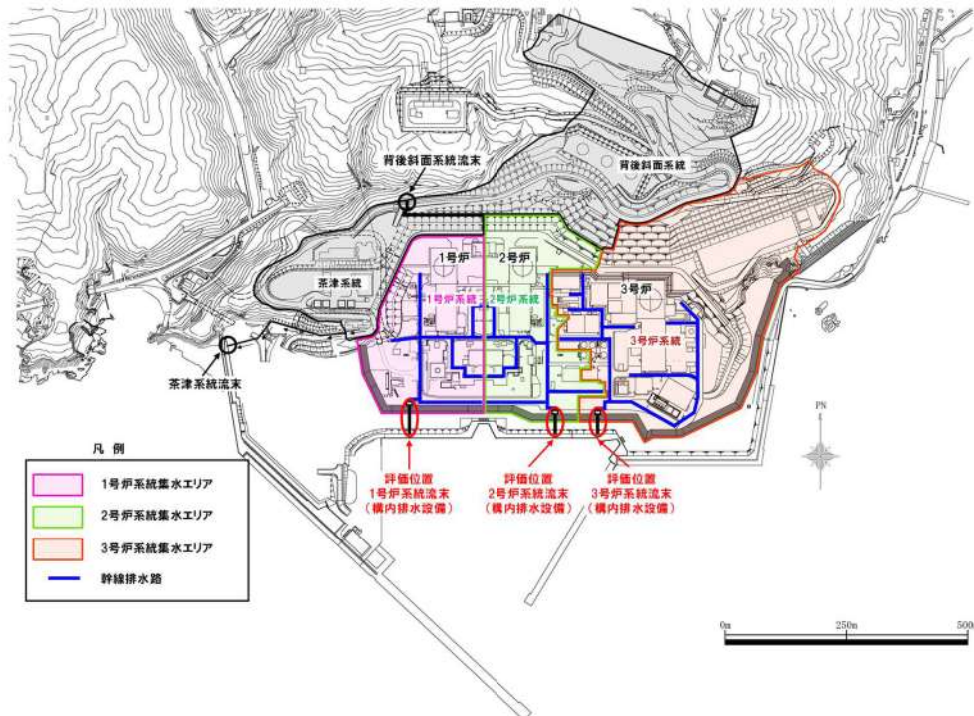 背後斜面系統流末
背後斜面系統
1号炉
2号炉
3号炉
1号炉系統
2号炉系統
3号炉系統
茶津系統
茶津系統流末
PN
評価位置
1号炉系統流末
(構内排水設備)
評価位置
2号炉系統流末
(構内排水設備)
評価位置
3号炉系統流末
(構内排水設備)
凡 例
1号炉系統集水エリア
2号炉系統集水エリア
3号炉系統集水エリア
幹線排水路
0m
250m
500m